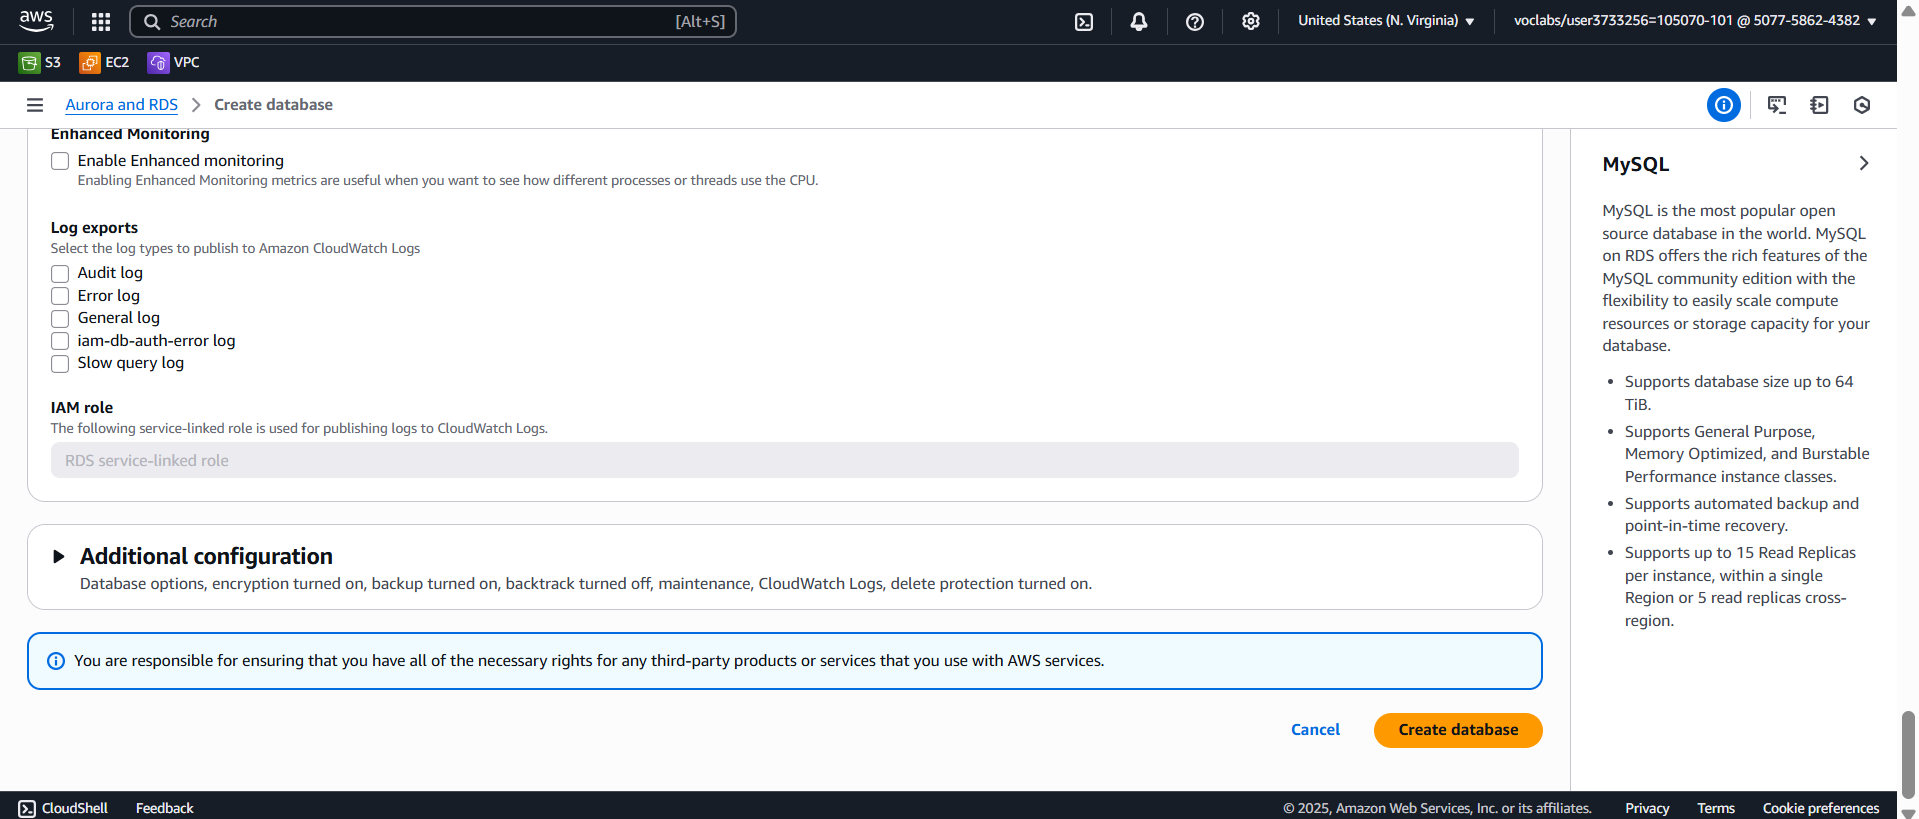 aws
Search
[Alt+S]
United States (N. Virginia)
voclabs/user3733256=105070-101 @ 5077-5862-4382
S3
EC2
VPC
Aurora and RDS
Create database
Enhanced Monitoring
Enable Enhanced monitoring
Enabling Enhanced Monitoring metrics are useful when you want to see how different processes or threads use the CPU.
Log exports
Select the log types to publish to Amazon CloudWatch Logs
Audit log
Error log
General log
iam-db-auth-error log
Slow query log
IAM role
The following service-linked role is used for publishing logs to CloudWatch Logs.
RDS service-linked role
Additional configuration
Database options, encryption turned on, backup turned on, backtrack turned off, maintenance, CloudWatch Logs, delete protection turned on.
You are responsible for ensuring that you have all of the necessary rights for any third-party products or services that you use with AWS services.
Cancel
Create database
MySQL
MySQL is the most popular open
source database in the world. MySQL
on RDS offers the rich features of the
MySQL community edition with the
flexibility to easily scale compute
resources or storage capacity for your
database.
• Supports database size up to 64
TiB.
• Supports General Purpose,
Memory Optimized, and Burstable
Performance instance classes.
• Supports automated backup and
point-in-time recovery.
• Supports up to 15 Read Replicas
per instance, within a single
Region or 5 read replicas cross-
region.
CloudShell
Feedback
© 2025, Amazon Web Services, Inc. or its affiliates.
Privacy
Terms
Cookie preferences